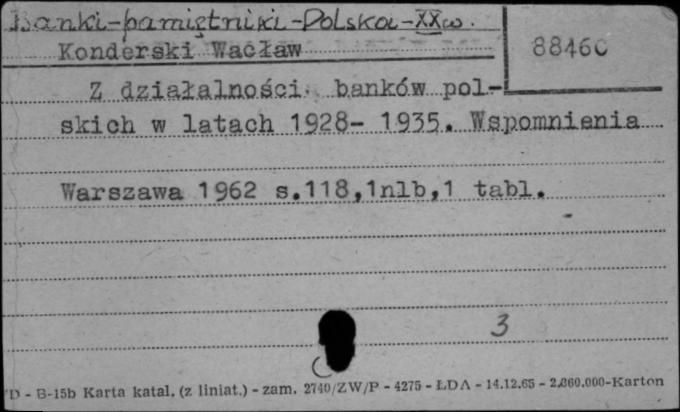 Banki-pamiętniki-Polska-XXw.
Konderski Wacław
88460
Z działalności banków pol-
skich w latach 1928- 1935. Wspomnienia
Warszawa 1962 s.118,1nlb,1 tabl.
3
D - B-15b Karta katal. (z liniat.) - zam. 2740/ZW/P - 4275 - ŁDA - 14.12.65 - 2.860.000-Karton